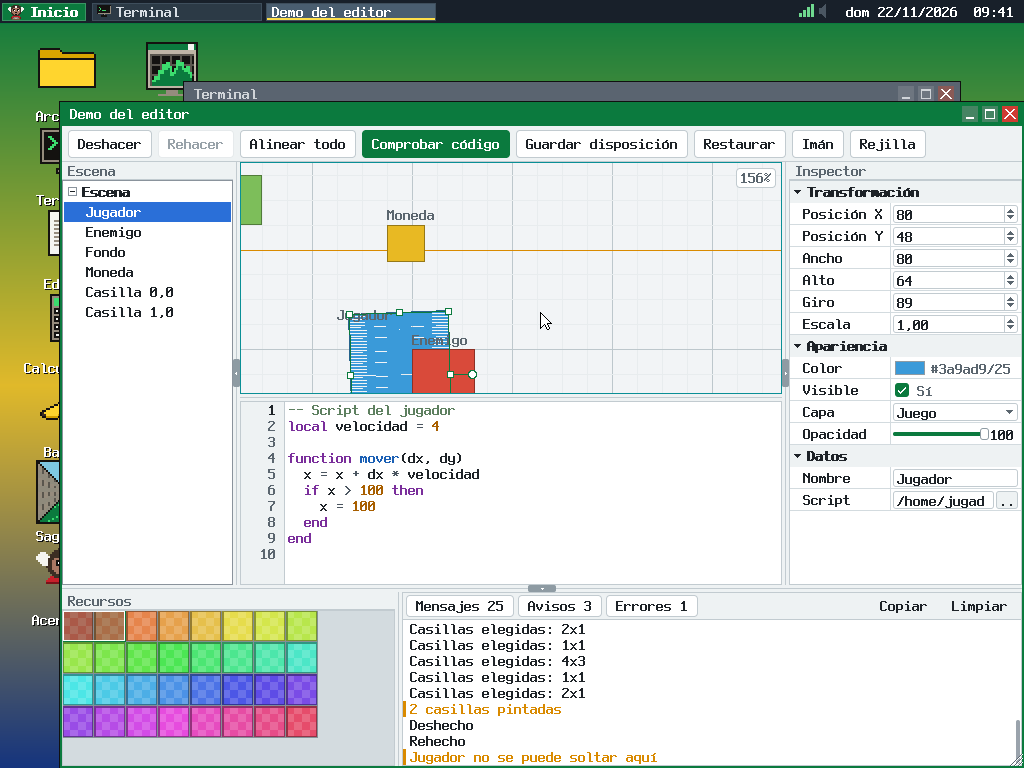 Inicio
Terminal
Demo del editor
dom 22/11/2026
09:41
Terminal
Demo del editor
Deshacer
Rehacer
Alinear todo
Comprobar código
Guardar disposición
Restaurar
Imán
Rejilla
Escena
Escena
Jugador
Enemigo
Fondo
Moneda
Casilla 0,0
Casilla 1,0
156%
Moneda
Jugador
Enemigo
1 -- Script del jugador
2 local velocidad = 4
3
4 function mover(dx, dy)
5 x = x + dx * velocidad
6 if x > 100 then
7 x = 100
8 end
9 end
10
Inspector
Transformación
Posición X 80
Posición Y 48
Ancho 80
Alto 64
Giro 89
Escala 1,00
Apariencia
Color #3a9ad9/25
Visible Sí
Capa Juego
Opacidad 100
Datos
Nombre Jugador
Script /home/jugad ..
Recursos
Mensajes 25
Avisos 3
Errores 1
Copiar
Limpiar
Casillas elegidas: 2x1
Casillas elegidas: 1x1
Casillas elegidas: 4x3
Casillas elegidas: 1x1
Casillas elegidas: 2x1
2 casillas pintadas
Deshecho
Rehecho
Jugador no se puede soltar aquí